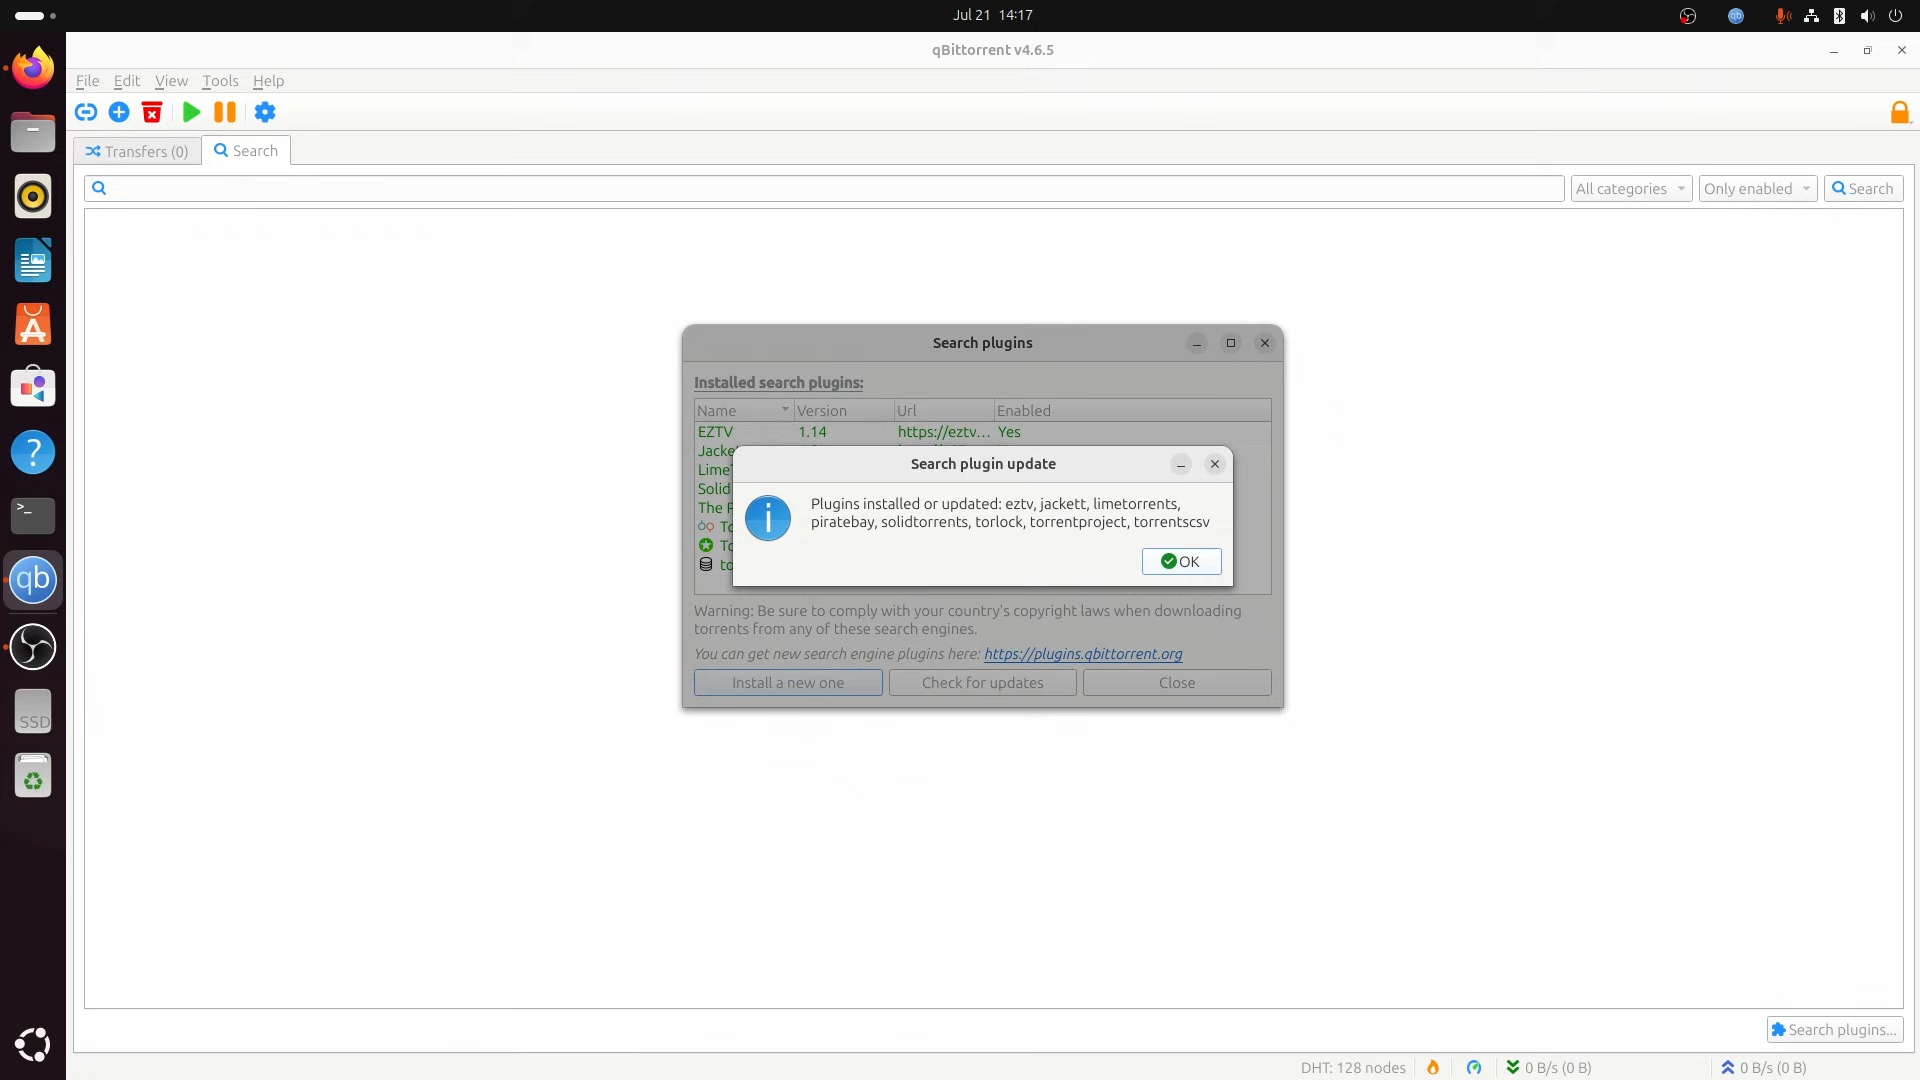 Jul 21 14:17
qBittorrent v4.6.5
File Edit View Tools Help
Transfers (0) Search
All categories Only enabled Search
Search plugins
Installed search plugins:
Name Version Url Enabled
EZTV 1.14 https://eztv... Yes
Jacke
Lime
Solid
The
Search plugin update
Plugins installed or updated: eztv, jackett, limetorrents,
piratebay, solidtorrents, torlock, torrentproject, torrentscsv
OK
Warning: Be sure to comply with your country's copyright laws when downloading
torrents from any of these search engines.
You can get new search engine plugins here: https://plugins.qbittorrent.org
Install a new one Check for updates Close
qb
SSD
Search plugins...
DHT: 128 nodes 0 B/s (0 B) 0 B/s (0 B)